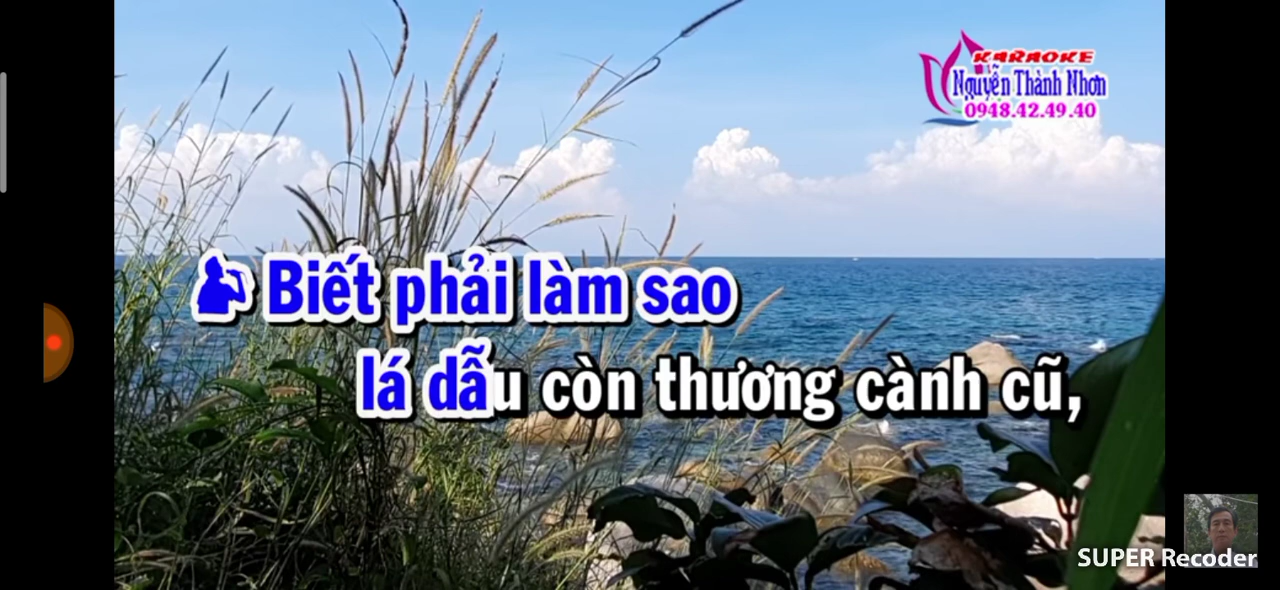 KARAOKE
Nguyễn Thành Nhơn
0948.42.49.40
Biết phải làm sao
lá dẫu còn thương cành cũ,
SUPER Recoder